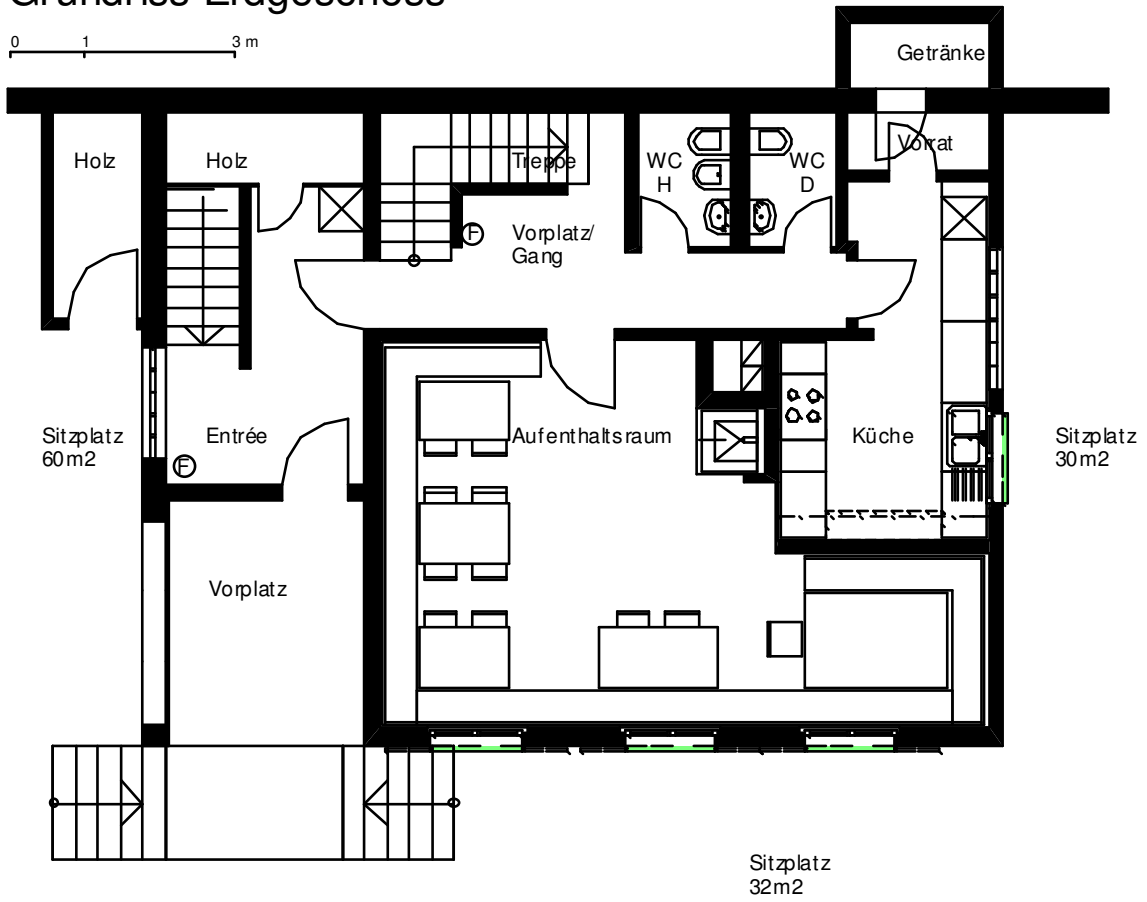 Grundriss Erdgeschoss
0 1 3 m
Getränke
Holz
Holz
Treppe
WC
H
WC
D
Vorrat
F
Vorplatz/
Gang
Sitzplatz
60m2
Entrée
F
Aufenthaltsraum
Küche
Sitzplatz
30m2
Vorplatz
Sitzplatz
32m2